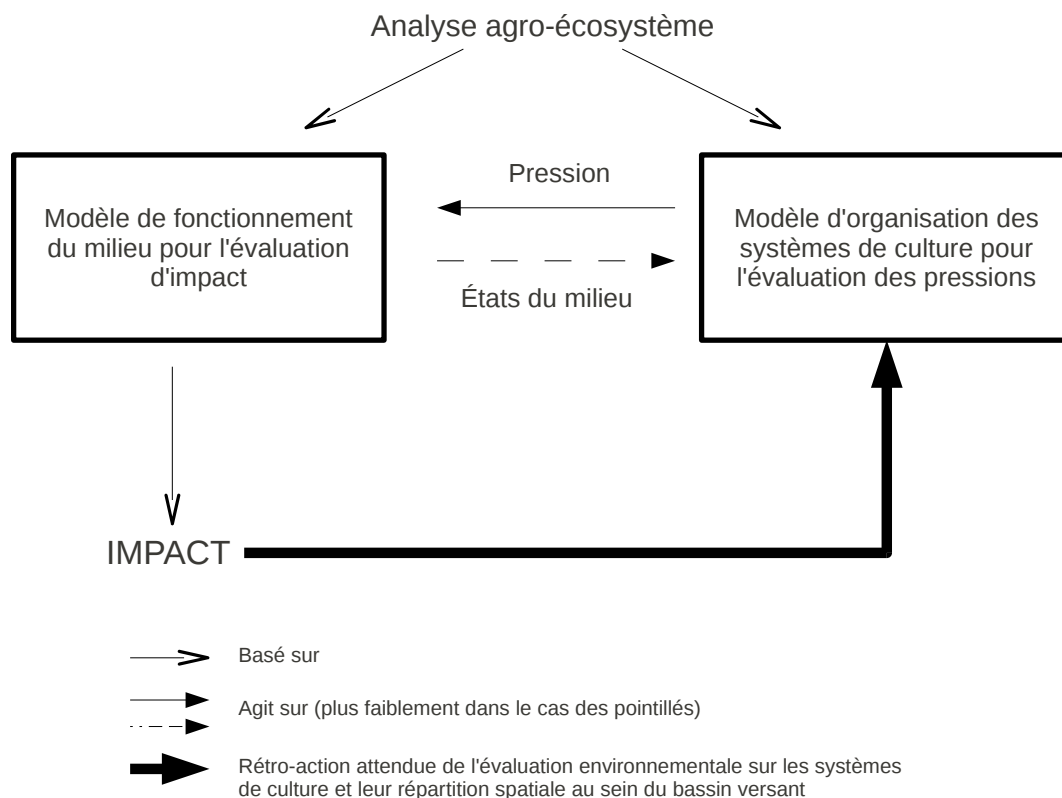 Analyse agro-écosystème
Modèle de fonctionnement
du milieu pour l'évaluation
d'impact
Pression
États du milieu
Modèle d'organisation des
systèmes de culture pour
l'évaluation des pressions
IMPACT
Basé sur
Agit sur (plus faiblement dans le cas des pointillés)
Rétro-action attendue de l'évaluation environnementale sur les systèmes
de culture et leur répartition spatiale au sein du bassin versant